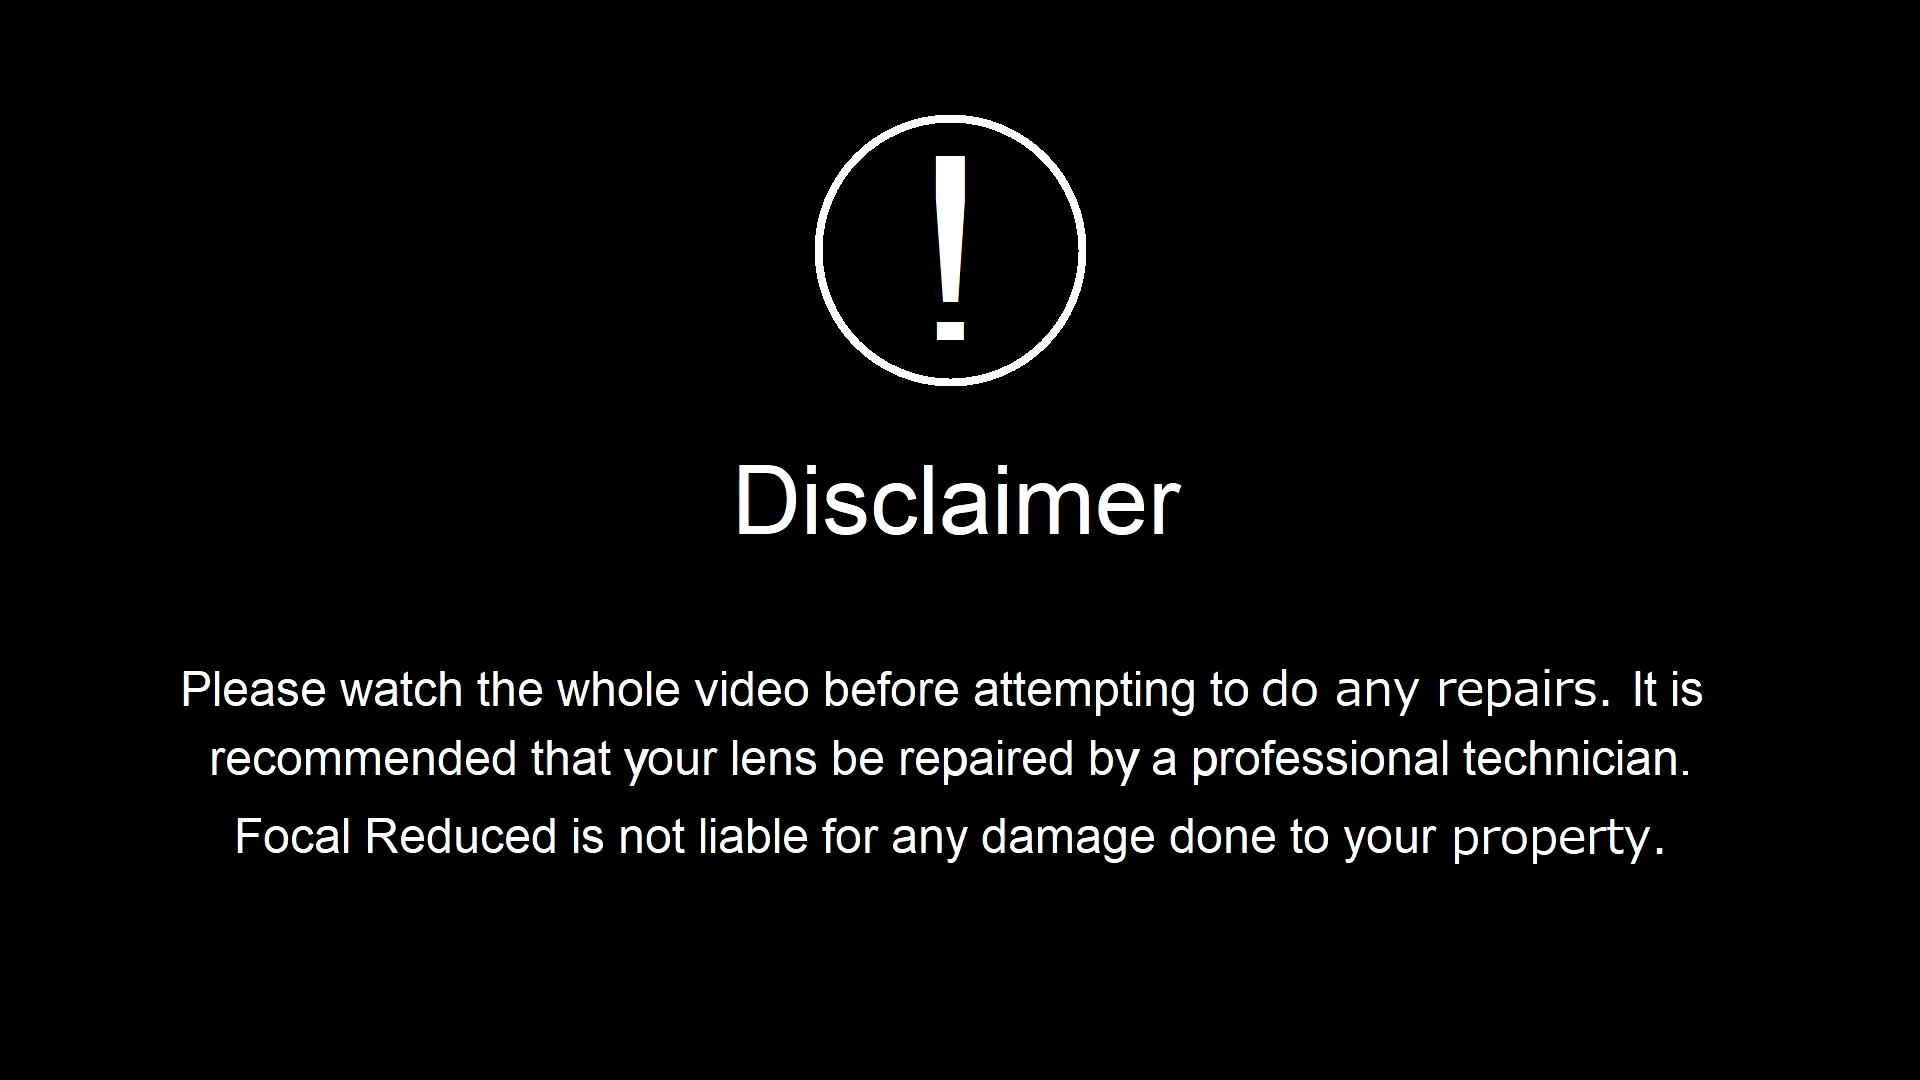 !
Disclaimer
Please watch the whole video before attempting to do any repairs. It is
recommended that your lens be repaired by a professional technician.
Focal Reduced is not liable for any damage done to your property.